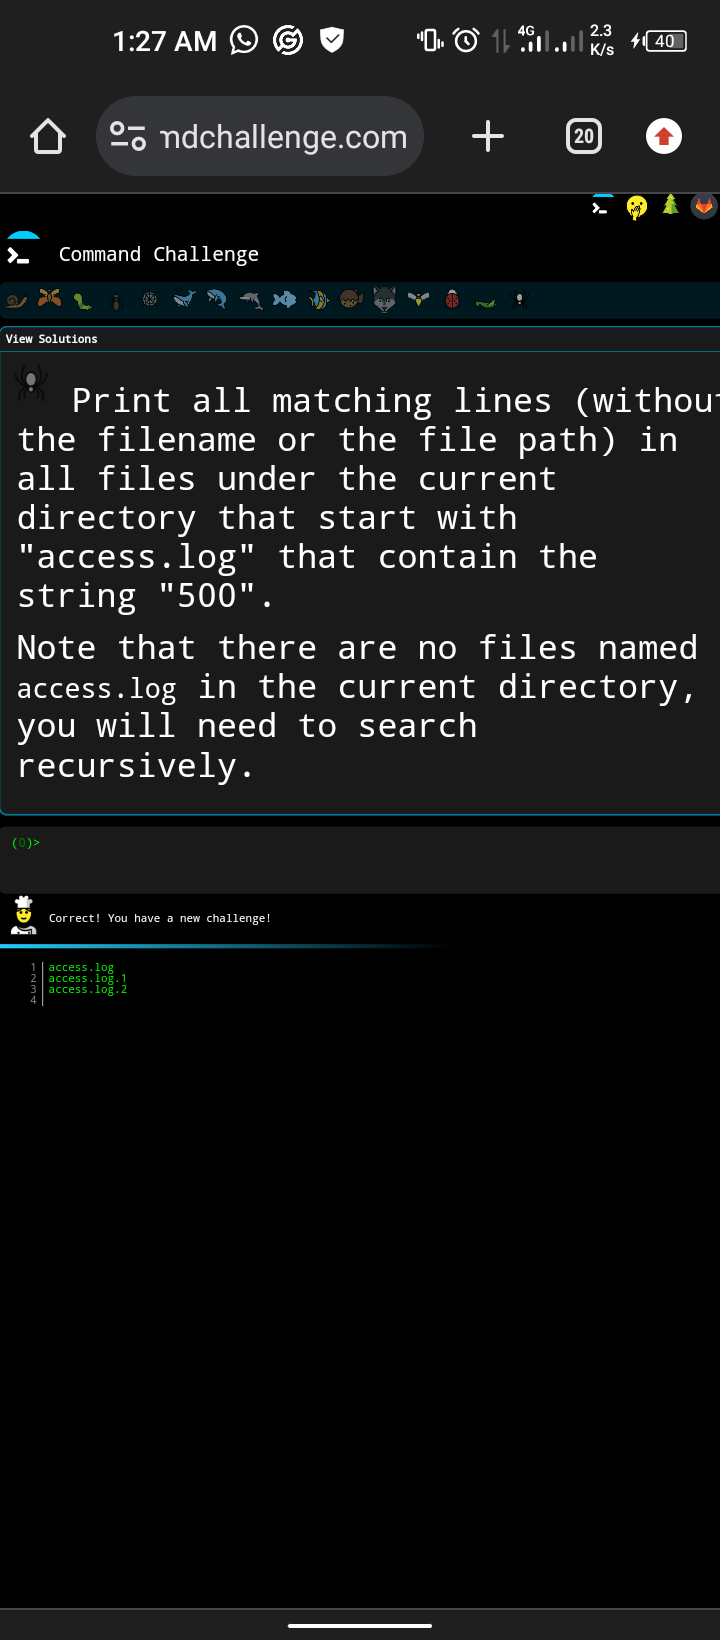 1:27 AM 4G 2.3 K/s 40
mdchallenge.com 20
Command Challenge
View Solutions
Print all matching lines (without
the filename or the file path) in
all files under the current
directory that start with
"access.log" that contain the
string "500".
Note that there are no files named
access.log in the current directory,
you will need to search
recursively.
(0)>
Correct! You have a new challenge!
1 access.log
2 access.log.1
3 access.log.2
4